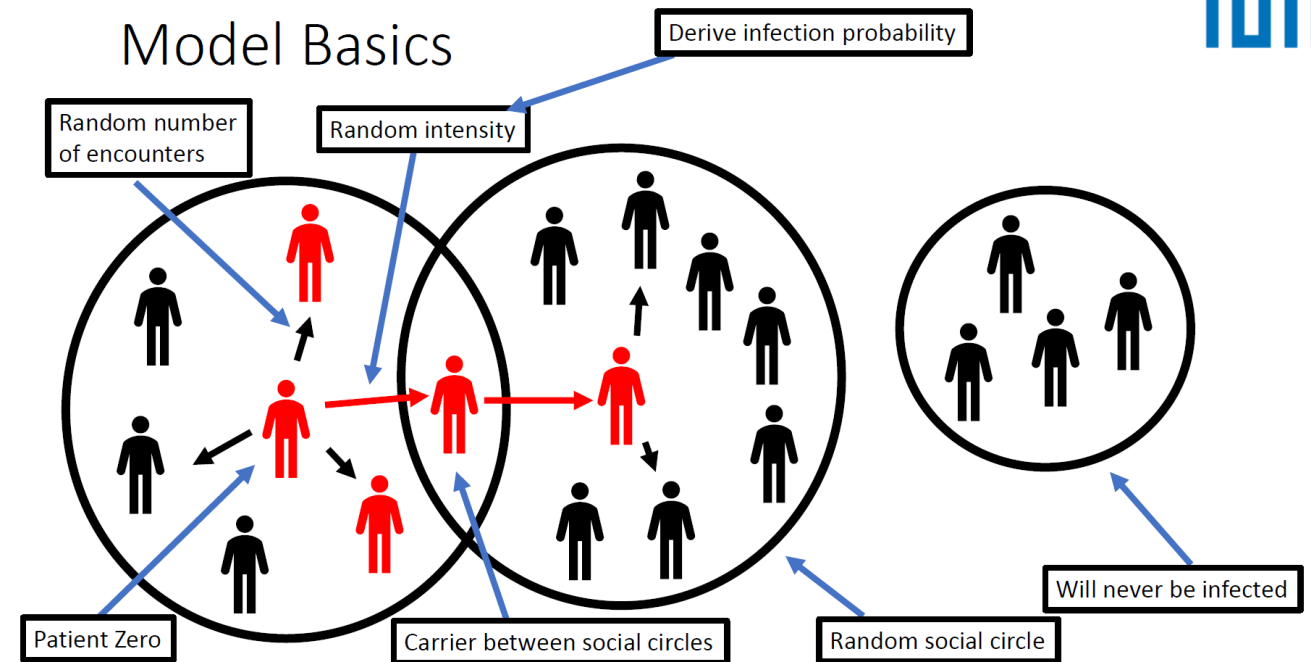 Model Basics
Derive infection probability
Random number
of encounters
Random intensity
Will never be infected
Patient Zero
Carrier between social circles
Random social circle